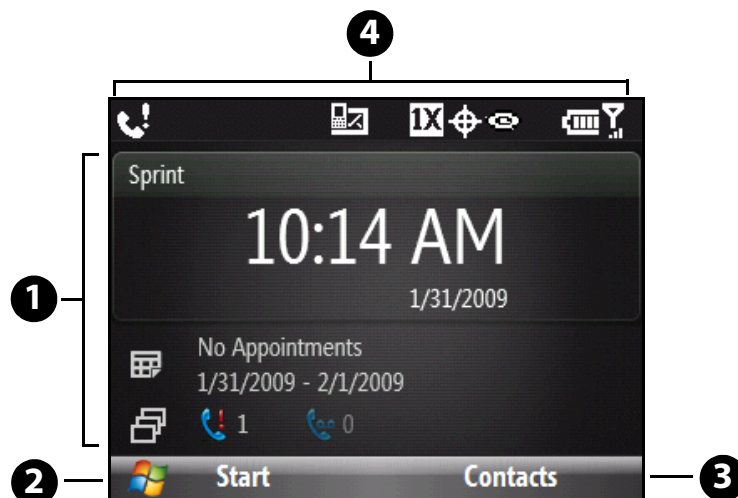 4
1X
Sprint
10:14 AM
1/31/2009
1
No Appointments
1/31/2009 - 2/1/2009
1 0
2 Start Contacts 3